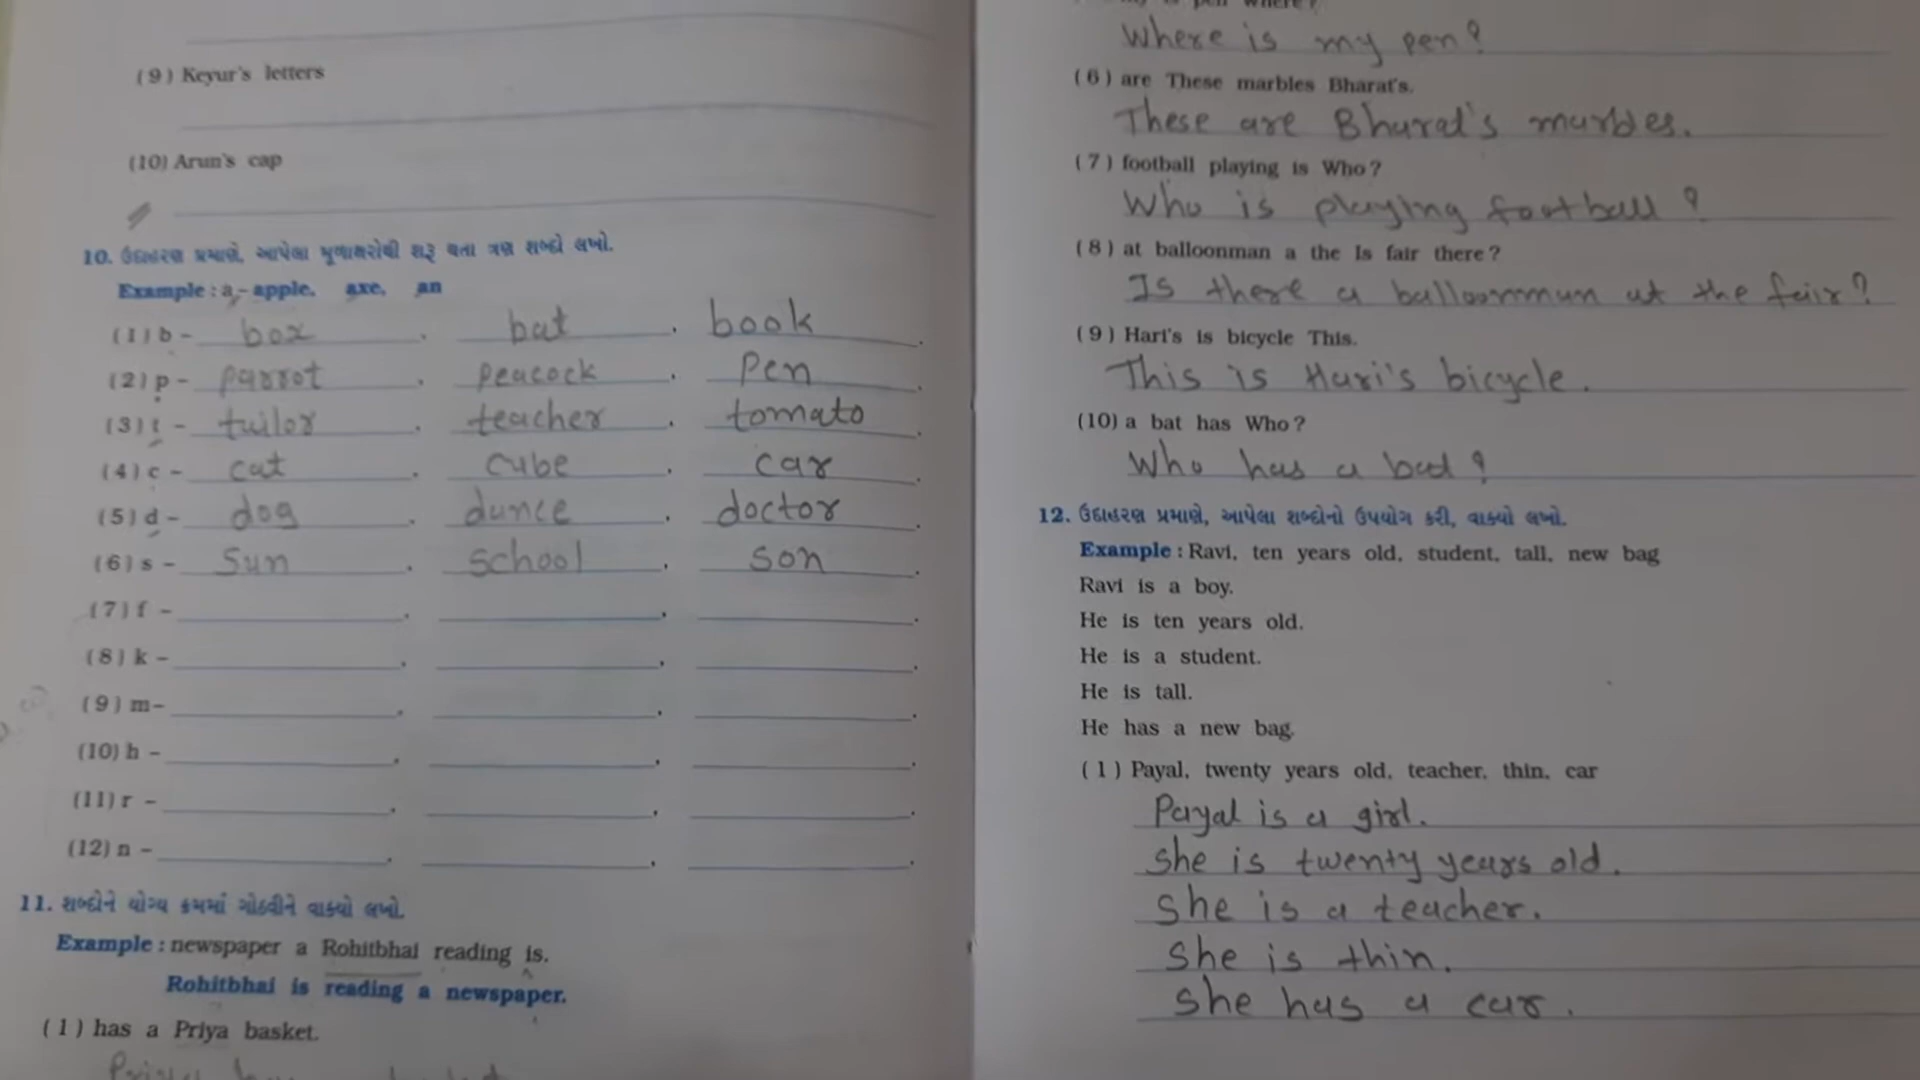 (9) Keyur's letters
(10) Arun's cap
10. ઉદાહરણ પ્રમાણે, આપેલા મૂળાક્ષરોથી શરૂ થતા ત્રણ શબ્દો લખો.
Example : a - apple, axe, an
(1) b - box, bat, book.
(2) p - parrot, peacock, Pen.
(3) t - tailor, teacher, tomato.
(4) c - cat, cube, car.
(5) d - dog, dance, doctor.
(6) s - Sun, school, son.
(7) f -
(8) k -
(9) m-
(10) h -
(11) r -
(12) n -
11. શબ્દોને યોગ્ય ક્રમમાં ગોઠવીને વાક્યો લખો.
Example : newspaper a Rohitbhai reading is.
Rohitbhai is reading a newspaper.
(1) has a Priya basket.
Where is my pen?
(6) are These marbles Bharat's.
These are Bharat's marbles.
(7) football playing is Who?
Who is playing football?
(8) at balloonman a the Is fair there?
Is there a balloonman at the fair?
(9) Hari's is bicycle This.
This is Hari's bicycle.
(10) a bat has Who?
Who has a bat?
12. ઉદાહરણ પ્રમાણે, આપેલા શબ્દોનો ઉપયોગ કરી, વાક્યો લખો.
Example : Ravi, ten years old, student, tall, new bag
Ravi is a boy.
He is ten years old.
He is a student.
He is tall.
He has a new bag.
(1) Payal, twenty years old, teacher, thin, car
Payal is a girl.
She is twenty years old.
She is a teacher.
She is thin.
She has a car.